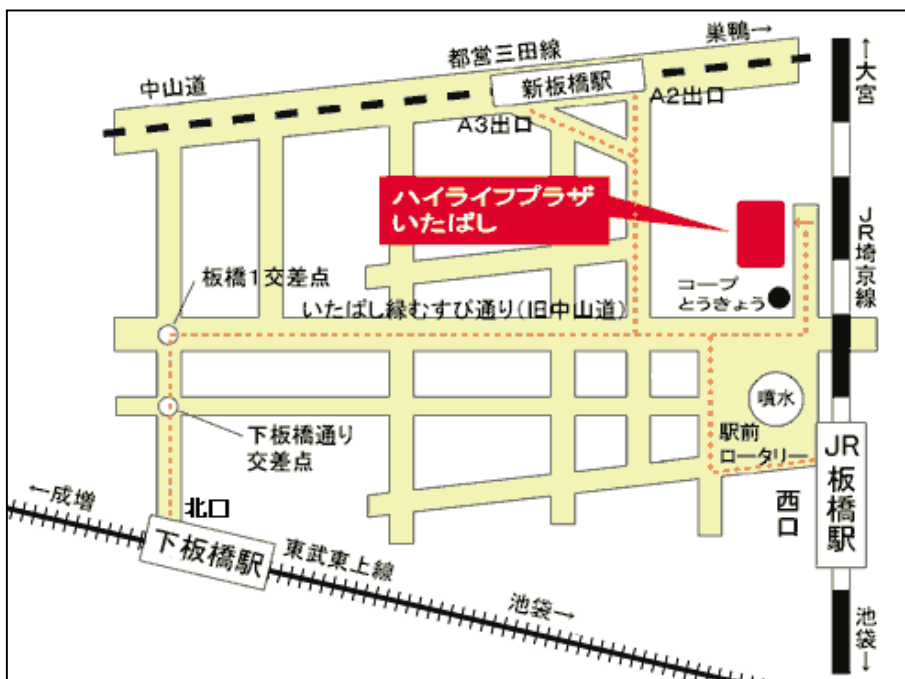 巣鴨→
都営三田線
中山道
新板橋駅
A2出口
A3出口
←大宮
ハイライフプラザ
いたばし
JR埼京線
板橋1交差点
コープ
とうきょう
いたばし縁むすび通り(旧中山道)
噴水
下板橋通り
交差点
駅前
ロータリー
JR板橋駅
西口
←成増
北口
下板橋駅
東武東上線
池袋→
池袋→